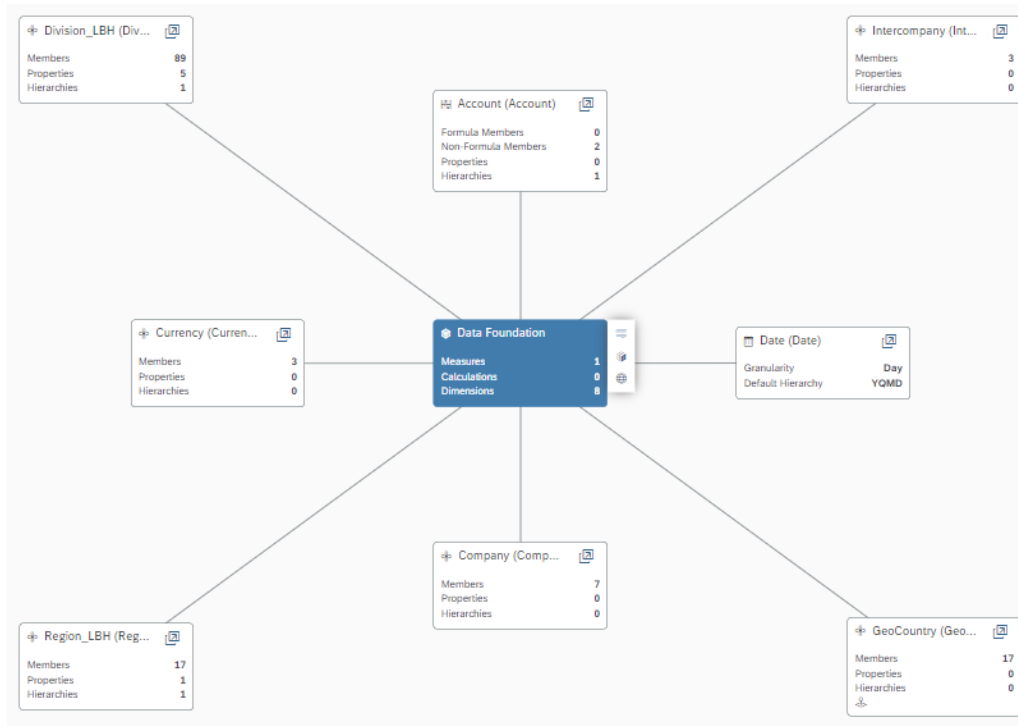 Division_LBH (Div...
Members 89
Properties 5
Hierarchies 1
Intercompany (Int...
Members 3
Properties 0
Hierarchies 0
Account (Account)
Formula Members 0
Non-Formula Members 2
Properties 0
Hierarchies 1
Currency (Curren...
Members 3
Properties 0
Hierarchies 0
Data Foundation
Measures 1
Calculations 0
Dimensions 8
Date (Date)
Granularity Day
Default Hierarchy YQMD
Company (Comp...
Members 7
Properties 0
Hierarchies 0
Region_LBH (Reg...
Members 17
Properties 1
Hierarchies 1
GeoCountry (Geo...
Members 17
Properties 0
Hierarchies 0